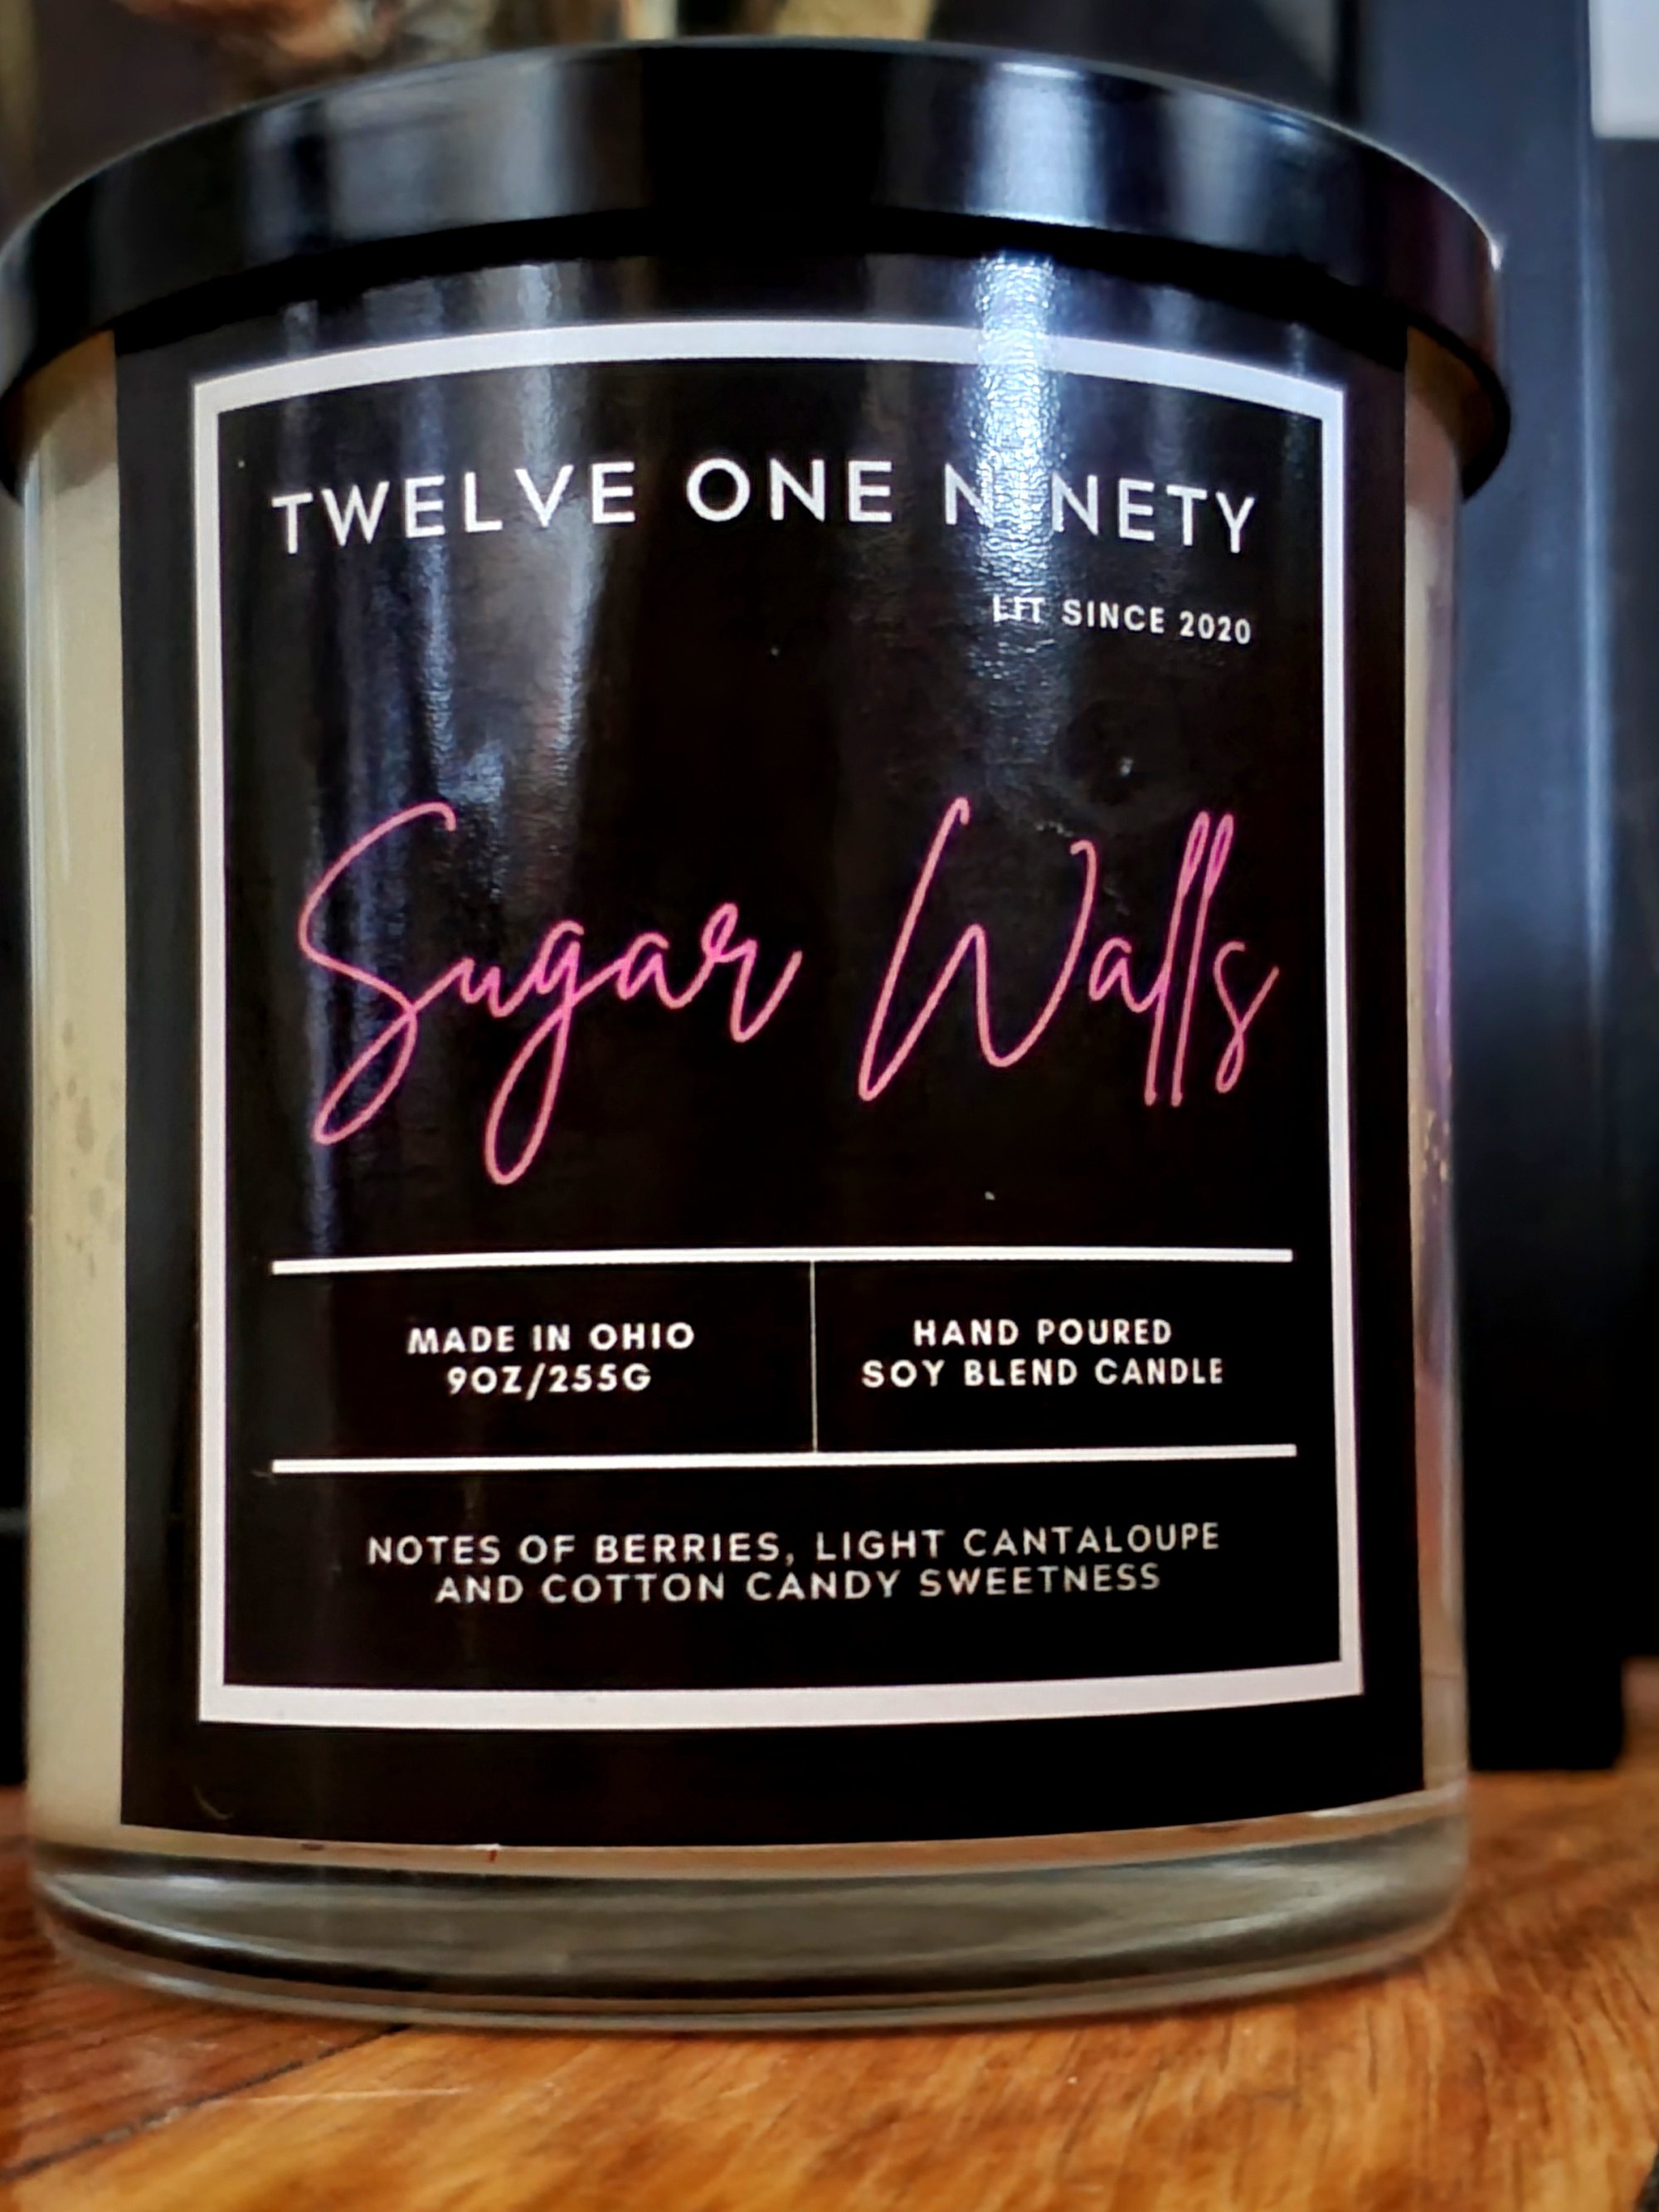 TWELVE ONE NINETY
LIT SINCE 2020
Sugar Walls
MADE IN OHIO
9OZ/255G
HAND POURED
SOY BLEND CANDLE
NOTES OF BERRIES, LIGHT CANTALOUPE
AND COTTON CANDY SWEETNESS